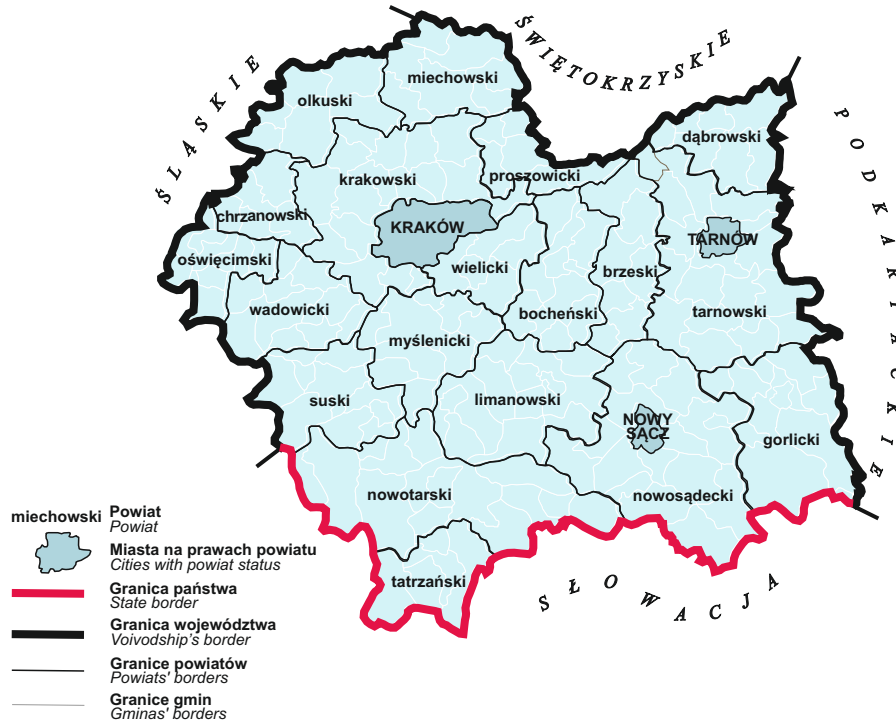 ŚLĄSKIE
ŚWIĘTOKRZYSKIE
PODKARPACKIE
miechowski
olkuski
dąbrowski
proszowicki
krakowski
chrzanowski
KRAKÓW
TARNÓW
oświęcimski
wielicki
brzeski
wadowicki
bocheński
tarnowski
myślenicki
suski
limanowski
NOWY
SĄCZ
gorlicki
nowotarski
nowosądecki
tatrzański
SŁOWACJA
miechowski
Powiat
Powiat
Miasta na prawach powiatu
Cities with powiat status
Granica państwa
State border
Granica województwa
Voivodship's border
Granice powiatów
Powiats' borders
Granice gmin
Gminas' borders